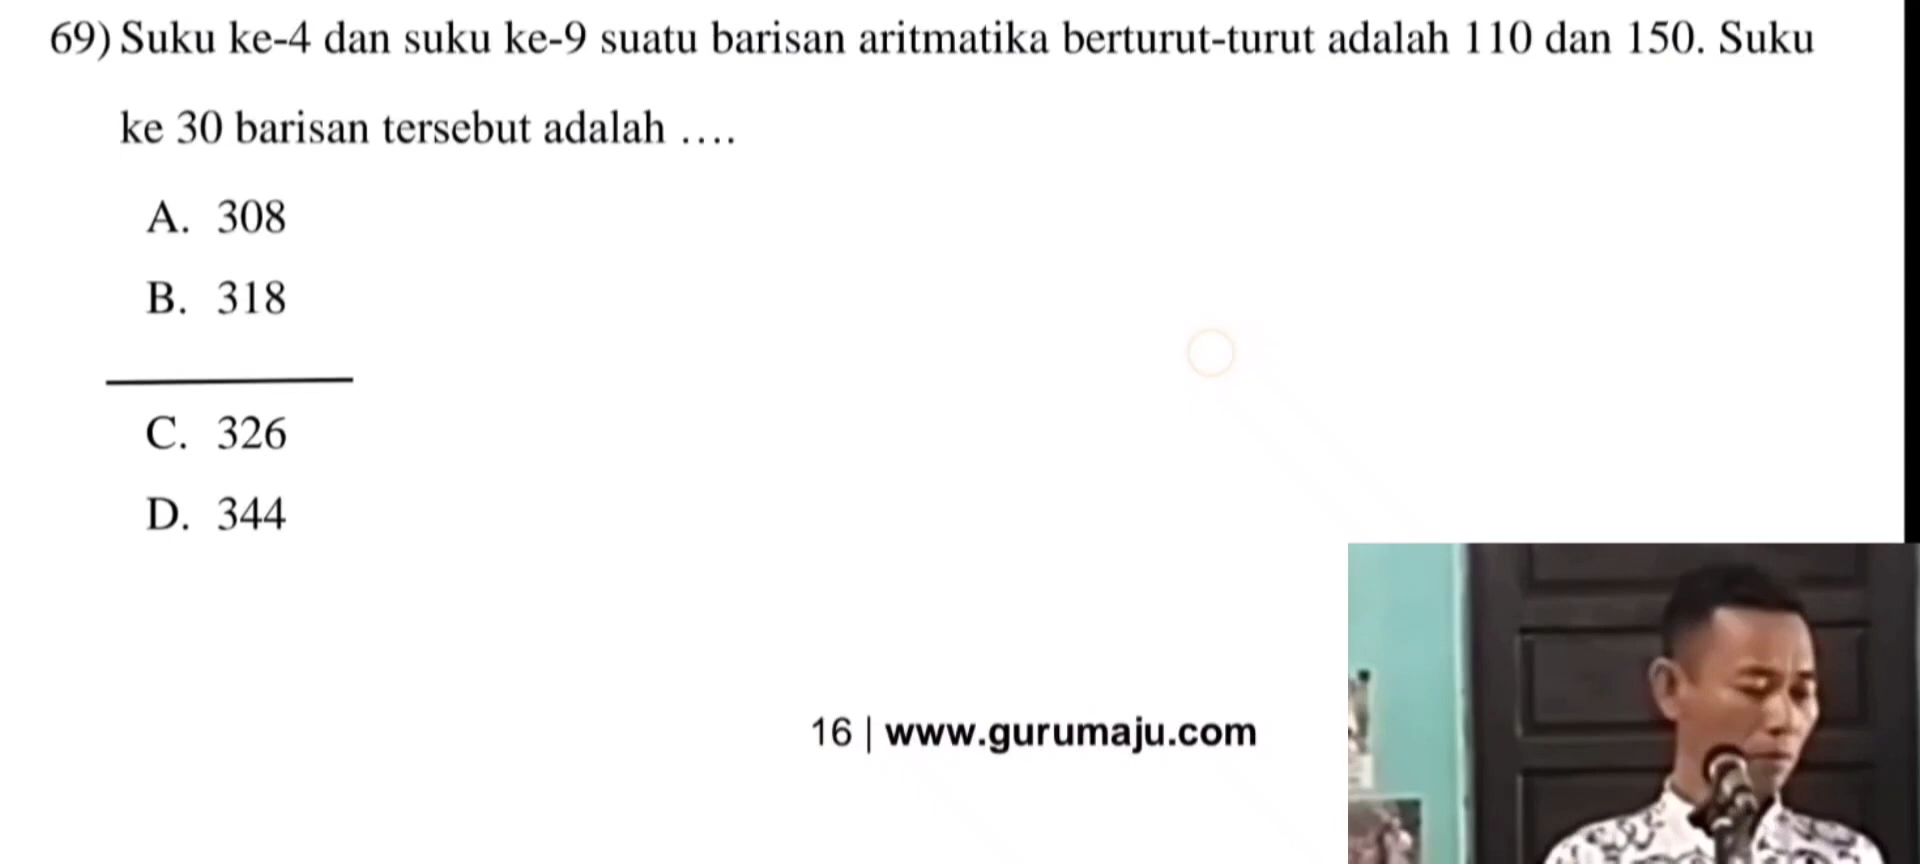 69) Suku ke-4 dan suku ke-9 suatu barisan aritmatika berturut-turut adalah 110 dan 150. Suku
ke 30 barisan tersebut adalah ....
A. 308
B. 318
C. 326
D. 344
16 | www.gurumaju.com